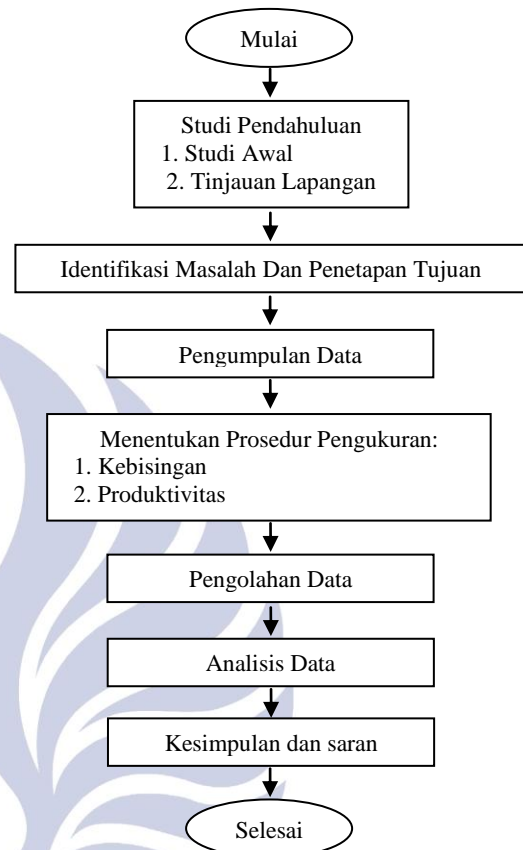 Mulai
Studi Pendahuluan
1. Studi Awal
2. Tinjauan Lapangan
Identifikasi Masalah Dan Penetapan Tujuan
Pengumpulan Data
Menentukan Prosedur Pengukuran:
1. Kebisingan
2. Produktivitas
Pengolahan Data
Analisis Data
Kesimpulan dan saran
Selesai